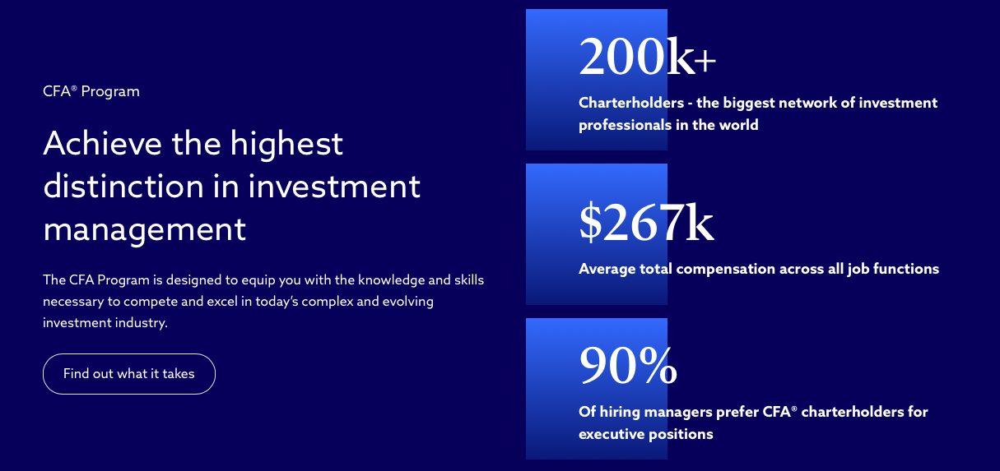 CFA® Program
Achieve the highest
distinction in investment
management
The CFA Program is designed to equip you with the knowledge and skills
necessary to compete and excel in today’s complex and evolving
investment industry.
Find out what it takes
200k+
Charterholders - the biggest network of investment
professionals in the world
$267k
Average total compensation across all job functions
90%
Of hiring managers prefer CFA® charterholders for
executive positions